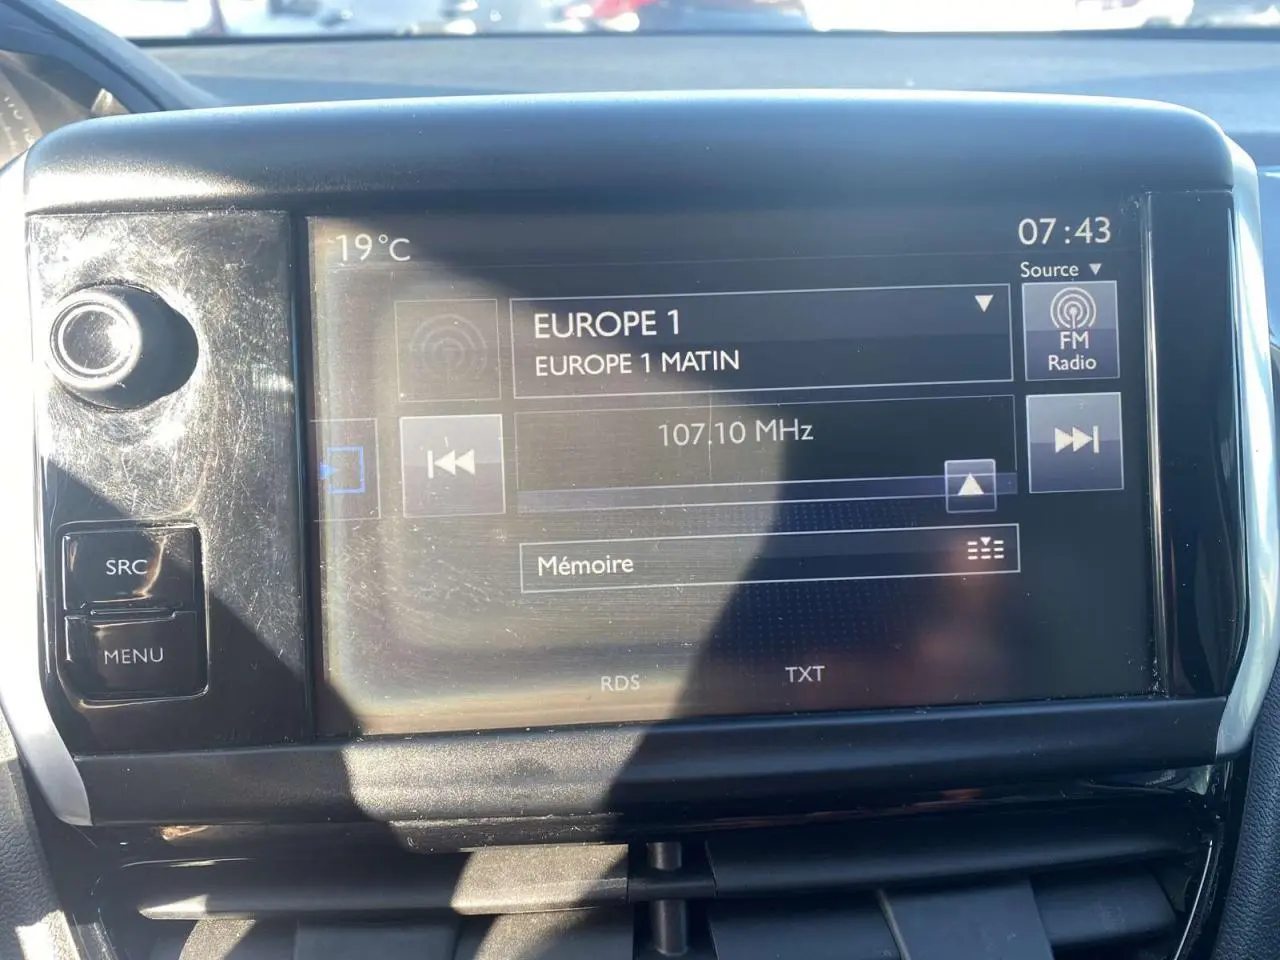 19°C
07:43
Source
EUROPE 1
EUROPE 1 MATIN
FM
Radio
107.10 MHz
Mémoire
SRC
MENU
RDS
TXT